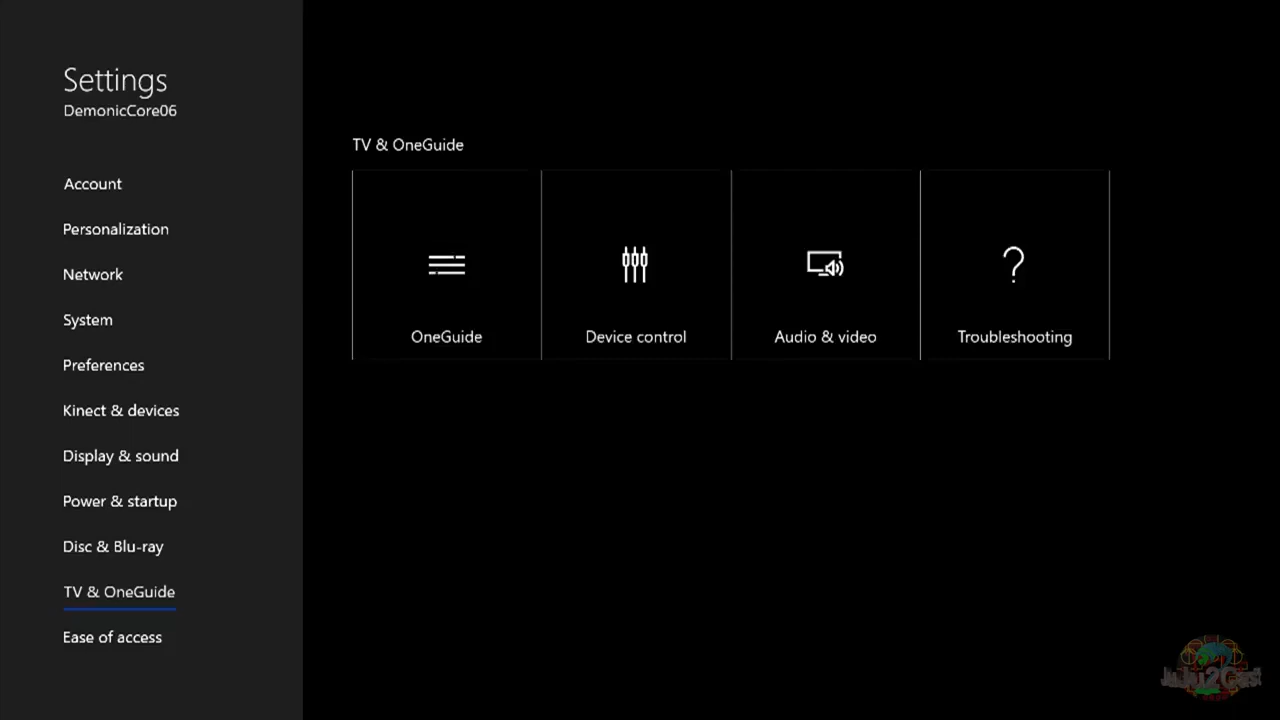 Settings
DemonicCore06
Account
Personalization
Network
System
Preferences
Kinect & devices
Display & sound
Power & startup
Disc & Blu-ray
TV & OneGuide
Ease of access
TV & OneGuide
OneGuide
Device control
Audio & video
Troubleshooting
JuJu2Cast